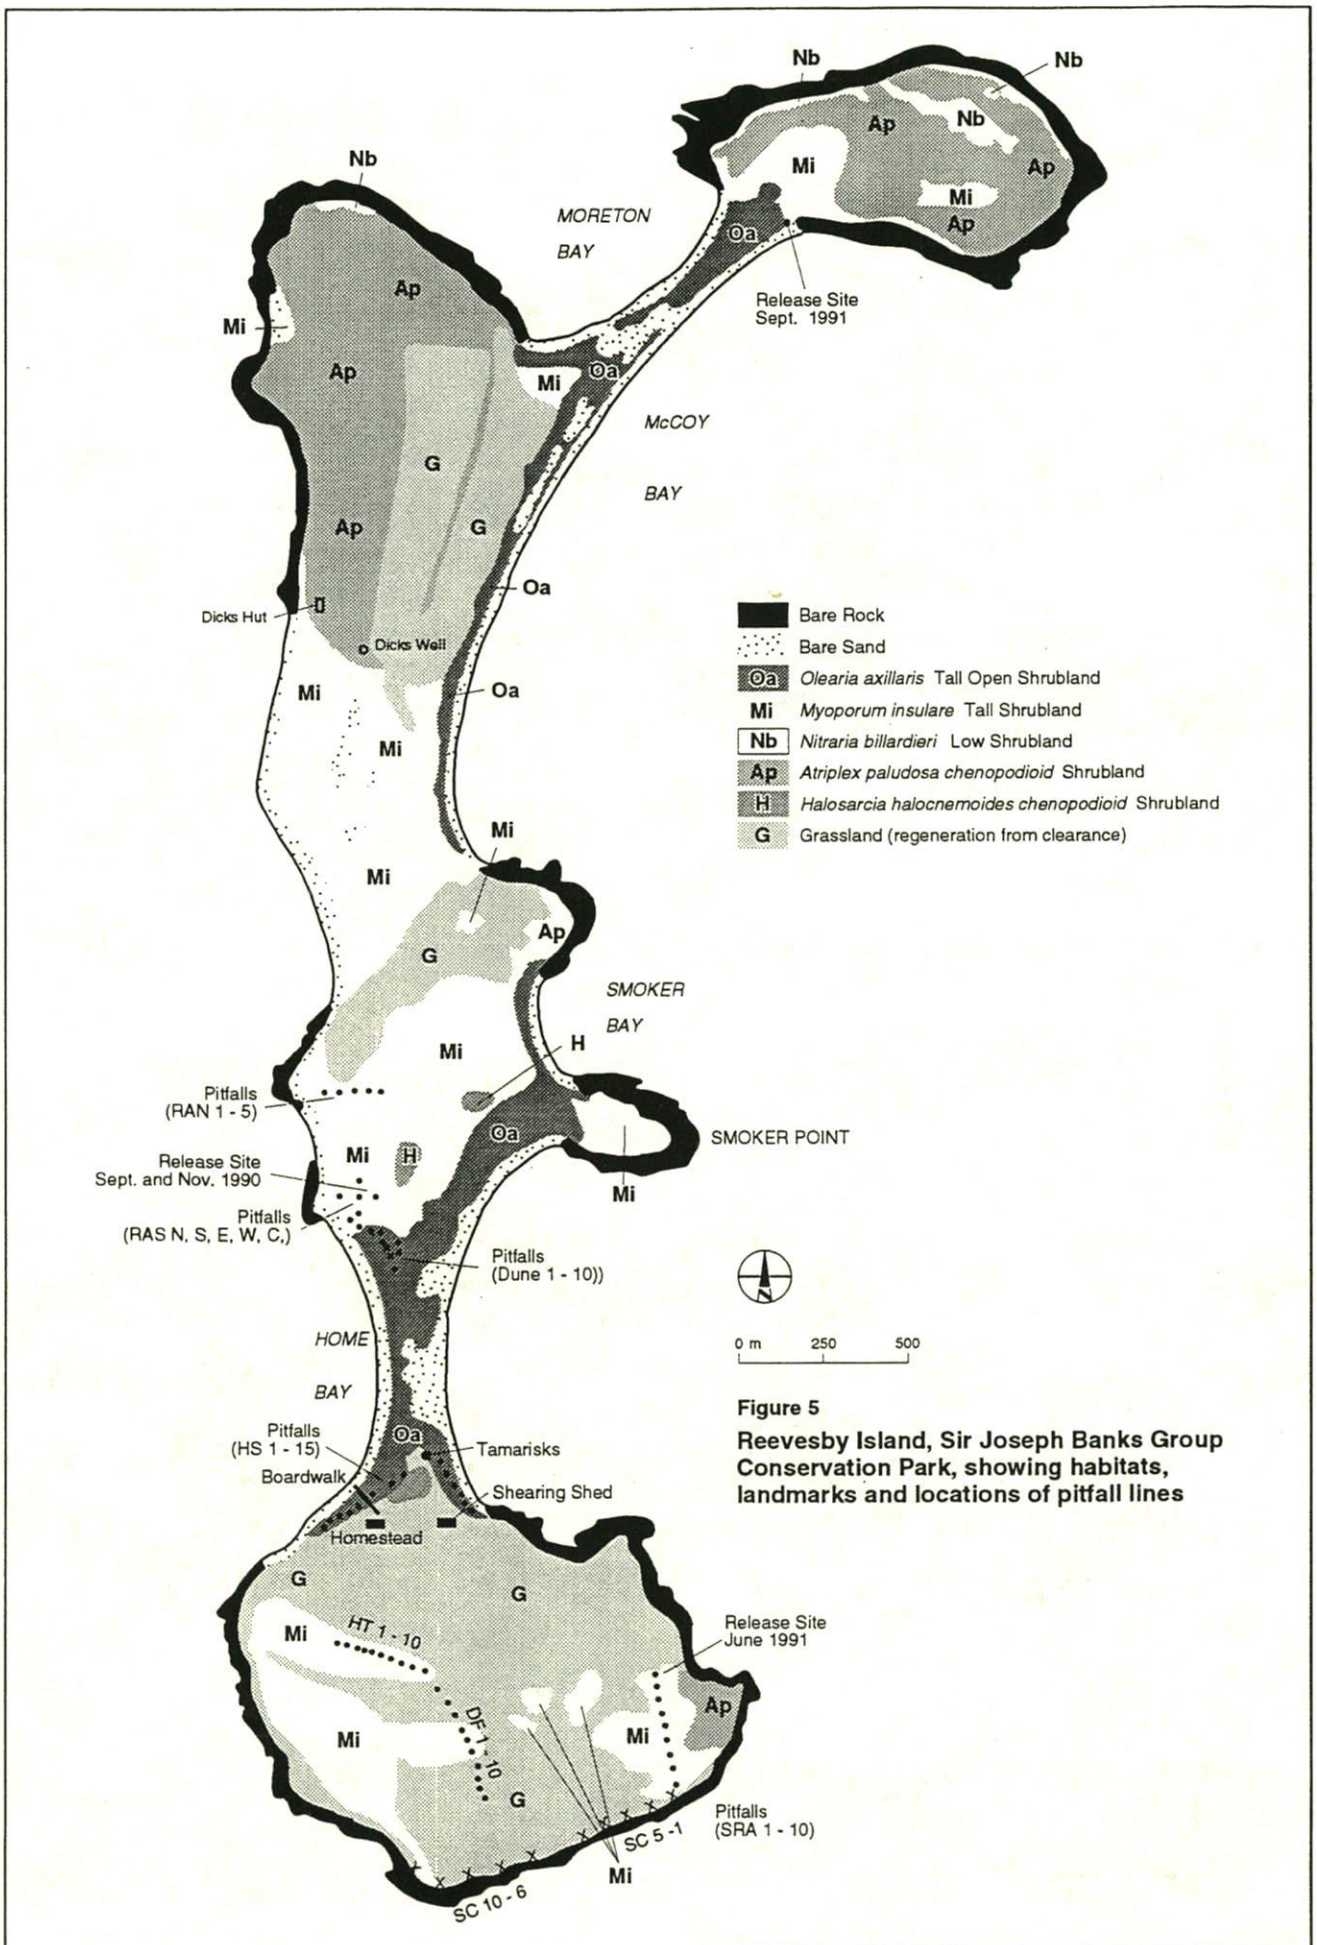 Nb
Nb
Nb
Ap
Ap
Mi
Mi
Ap
Nb
MORETON
BAY
Oa
Release Site
Sept. 1991
Ap
Mi
Ap
Mi
Oa
McCOY
BAY
G
G
Ap
Oa
Dicks Hut
Dicks Well
Mi
Oa
Mi
Mi
Mi
Bare Rock
Bare Sand
Oa Olearia axillaris Tall Open Shrubland
Mi Myoporum insulare Tall Shrubland
Nb Nitraria billardieri Low Shrubland
Ap Atriplex paludosa chenopodioid Shrubland
H Halosarcia halocnemoides chenopodioid Shrubland
G Grassland (regeneration from clearance)
Ap
G
SMOKER
BAY
Mi
H
Pitfalls
(RAN 1 - 5)
Oa
SMOKER POINT
Mi
H
Release Site
Sept. and Nov. 1990
Mi
Pitfalls
(RAS N, S, E, W, C,)
Pitfalls
(Dune 1 - 10))
N
0 m 250 500
HOME
BAY
Figure 5
Reevesby Island, Sir Joseph Banks Group
Conservation Park, showing habitats,
landmarks and locations of pitfall lines
Pitfalls
(HS 1 - 15)
Oa
Tamarisks
Boardwalk
Shearing Shed
Homestead
G
G
Mi
HT 1 - 10
Release Site
June 1991
Ap
Mi
DF 1 - 10
Mi
G
Pitfalls
(SRA 1 - 10)
SC 5 -1
Mi
SC 10 - 6